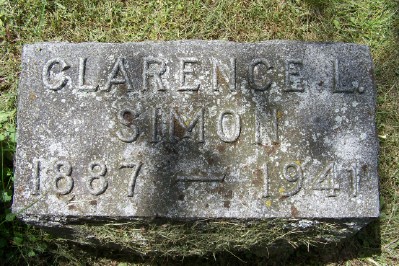 CLARENCE. L.
SIMON
1887 — 1941